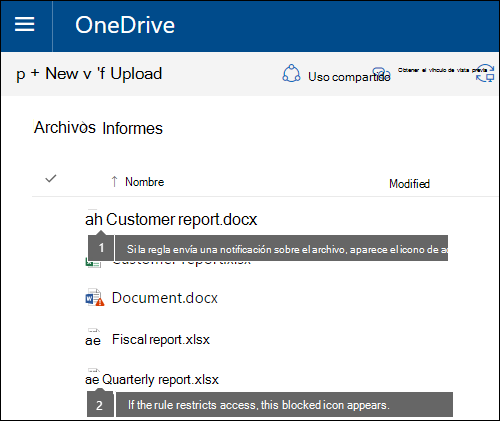 OneDrive
p + New v 'f Upload
Uso compartido
Obtener el vínculo de vista previa
Archivos Informes
Nombre Modified
ah Customer report.docx
1 Si la regla envía una notificación sobre el archivo, aparece el icono de
Customer report.xlsx
Document.docx
ae Fiscal report.xlsx
ae Quarterly report.xlsx
2 If the rule restricts access, this blocked icon appears.